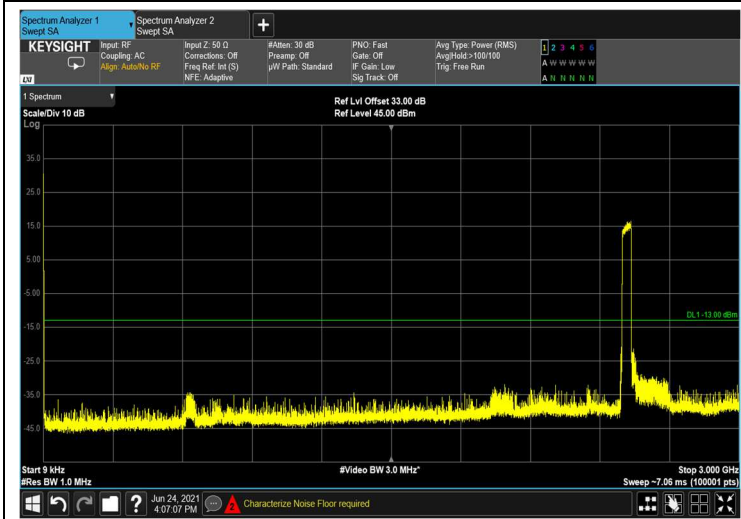 Spectrum Analyzer 1
Swept SA
Spectrum Analyzer 2
Swept SA
+
KEYSIGHT
LXI
Input: RF
Coupling: AC
Align: Auto/No RF
Input Z: 50 Ω
Corrections: Off
Freq Ref: Int (S)
NFE: Adaptive
#Atten: 30 dB
Preamp: Off
µW Path: Standard
PNO: Fast
Gate: Off
IF Gain: Low
Sig Track: Off
Avg Type: Power (RMS)
Avg|Hold:>100/100
Trig: Free Run
1 2 3 4 5 6
A W W W W W
A N N N N N
1 Spectrum
Scale/Div 10 dB
Log
Ref Lvl Offset 33.00 dB
Ref Level 45.00 dBm
35.0
25.0
15.0
5.00
-5.00
DL1 -13.00 dBm
-15.0
-25.0
-35.0
-45.0
Start 9 kHz
#Res BW 1.0 MHz
#Video BW 3.0 MHz*
Stop 3.000 GHz
Sweep ~7.06 ms (100001 pts)
?
Jun 24, 2021
4:07:07 PM
Characterize Noise Floor required